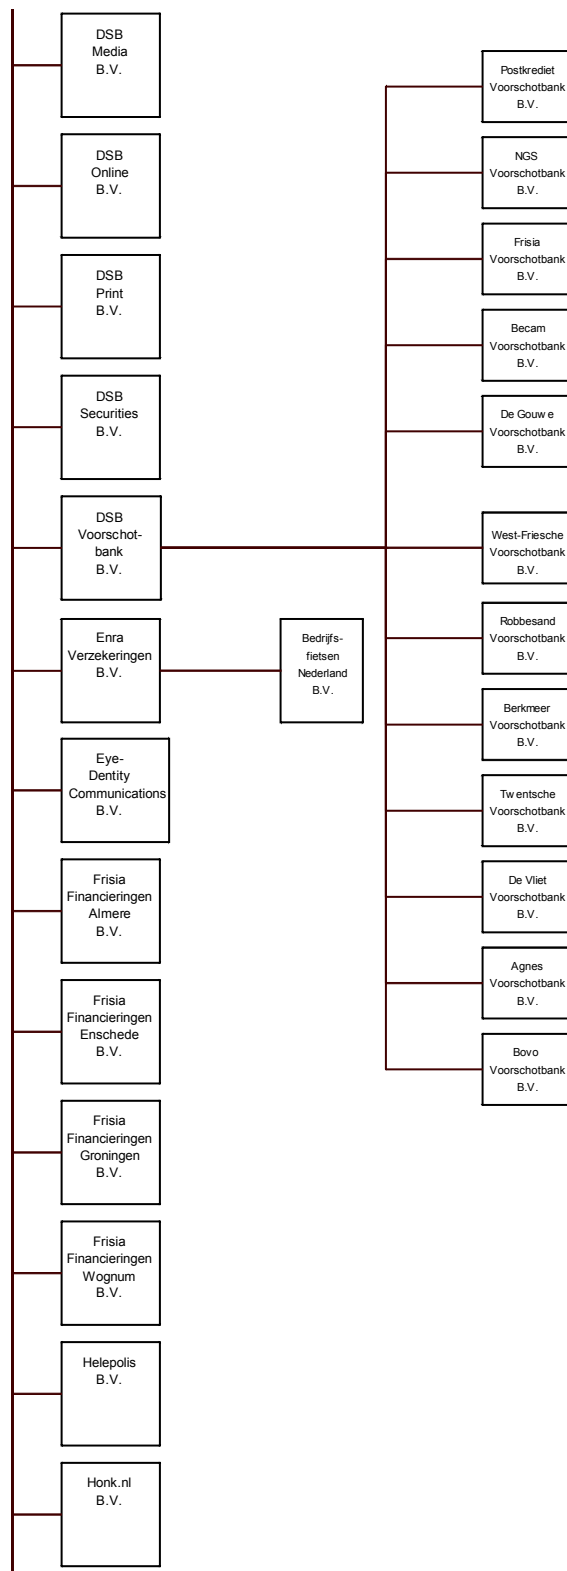 DSB
Media
B.V.
DSB
Online
B.V.
DSB
Print
B.V.
DSB
Securities
B.V.
DSB
Voorschot-
bank
B.V.
Enra
Verzekeringen
B.V.
Eye-
Dentity
Communications
B.V.
Frisia
Financieringen
Almere
B.V.
Frisia
Financieringen
Enschede
B.V.
Frisia
Financieringen
Groningen
B.V.
Frisia
Financieringen
Wognum
B.V.
Helepolis
B.V.
Honk.nl
B.V.
Bedrijfs-
fietsen
Nederland
B.V.
Postkrediet
Voorschotbank
B.V.
NGS
Voorschotbank
B.V.
Frisia
Voorschotbank
B.V.
Becam
Voorschotbank
B.V.
De Gouwe
Voorschotbank
B.V.
West-Friesche
Voorschotbank
B.V.
Robbesand
Voorschotbank
B.V.
Berkmeer
Voorschotbank
B.V.
Twentsche
Voorschotbank
B.V.
De Vliet
Voorschotbank
B.V.
Agnes
Voorschotbank
B.V.
Bovo
Voorschotbank
B.V.